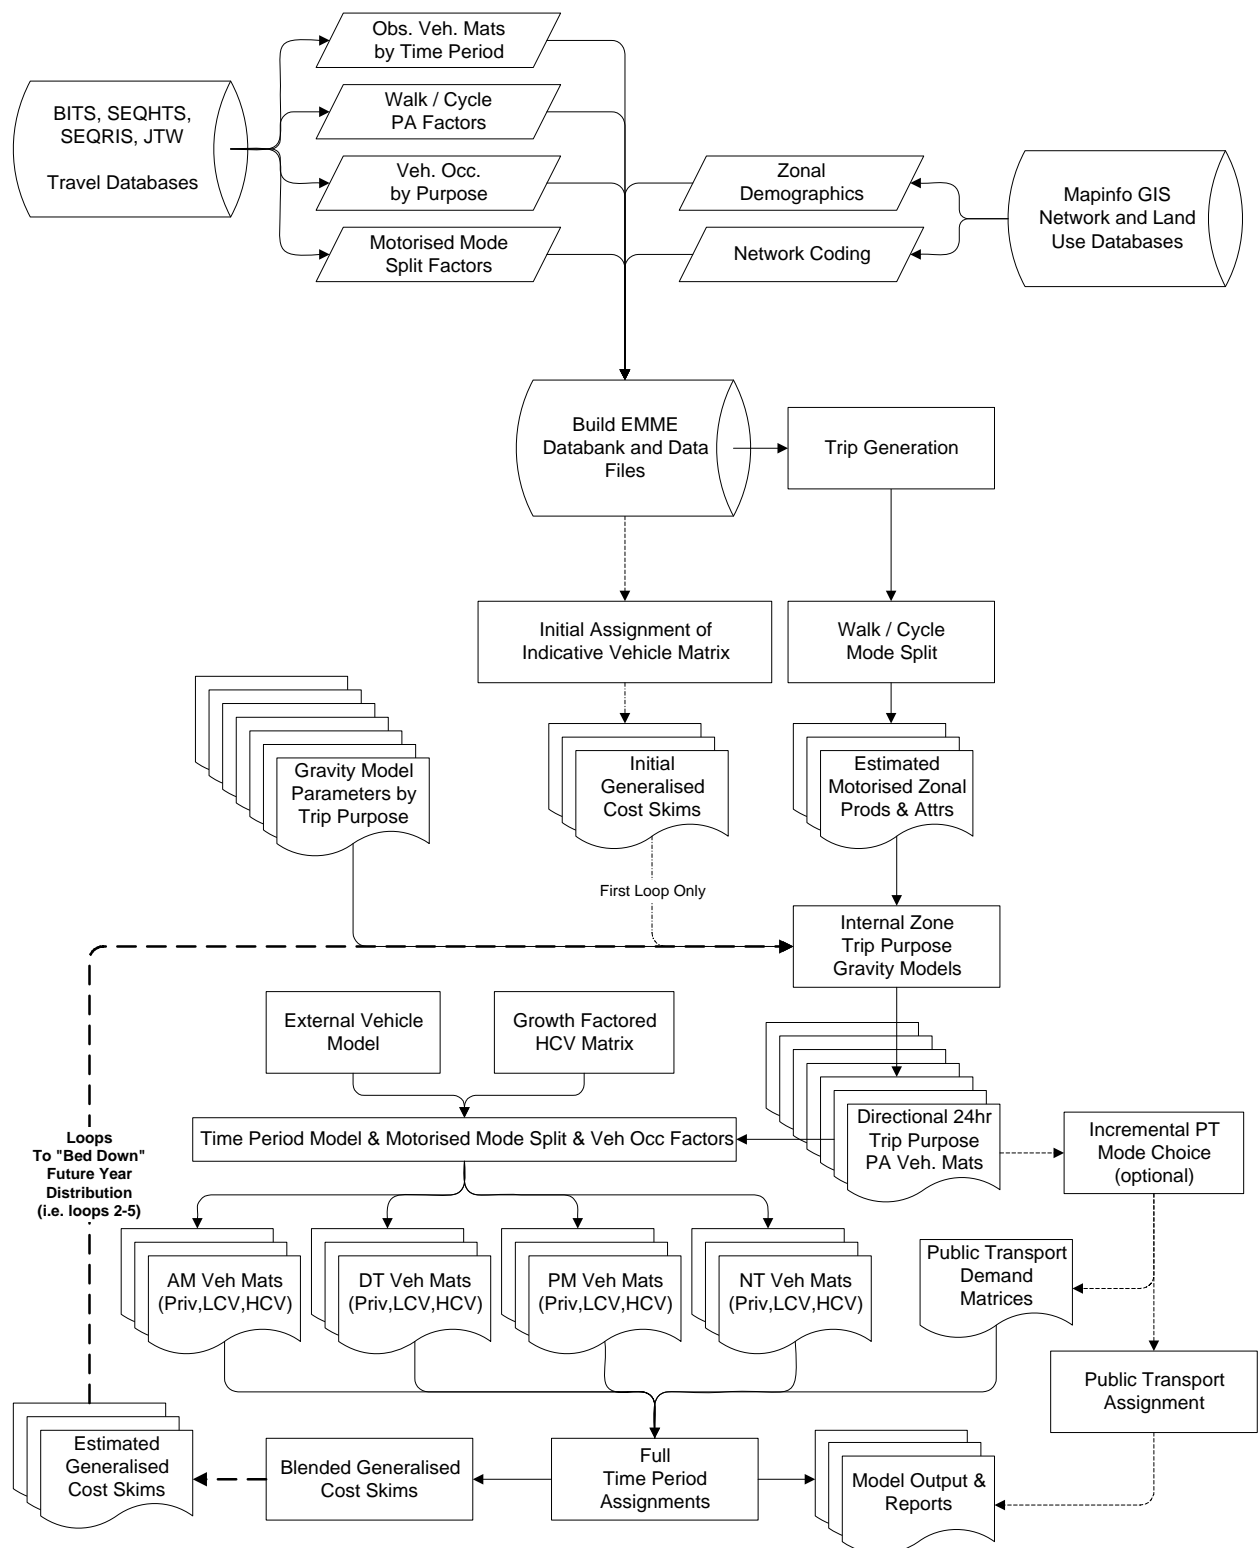 Obs. Veh. Mats
by Time Period
BITS, SEQHTS,
SEQRIS, JTW
Travel Databases
Walk / Cycle
PA Factors
Veh. Occ.
by Purpose
Motorised Mode
Split Factors
Zonal
Demographics
Network Coding
Mapinfo GIS
Network and Land
Use Databases
Build EMME
Databank and Data
Files
Trip Generation
Initial Assignment of
Indicative Vehicle Matrix
Walk / Cycle
Mode Split
Gravity Model
Parameters by
Trip Purpose
Initial
Generalised
Cost Skims
Estimated
Motorised Zonal
Prods & Attrs
First Loop Only
Internal Zone
Trip Purpose
Gravity Models
External Vehicle
Model
Growth Factored
HCV Matrix
Time Period Model & Motorised Mode Split & Veh Occ Factors
Directional 24hr
Trip Purpose
PA Veh. Mats
Incremental PT
Mode Choice
(optional)
Loops
To "Bed Down"
Future Year
Distribution
(i.e. loops 2-5)
AM Veh Mats
(Priv,LCV,HCV)
DT Veh Mats
(Priv,LCV,HCV)
PM Veh Mats
(Priv,LCV,HCV)
NT Veh Mats
(Priv,LCV,HCV)
Public Transport
Demand
Matrices
Public Transport
Assignment
Estimated
Generalised
Cost Skims
Blended Generalised
Cost Skims
Full
Time Period
Assignments
Model Output &
Reports